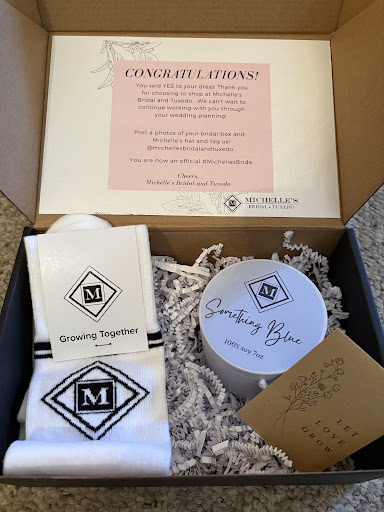 CONGRATULATIONS!
You said YES to your dress! Thank you
for choosing to shop at Michelle's
Bridal and Tuxedo. We can't wait to
continue working with you through
your wedding planning!
Post a photos of your bridal box and
Michelle's hat and tag us!
@michellesbridalandtuxedo
You are now an official #MichellesBride
Cheers,
Michelle's Bridal and Tuxedo
M
MICHELLE'S
BRIDAL & TUXEDO
M
Growing Together
M
M
Something Blue
100% soy 7oz
LET
LOVE
GROW